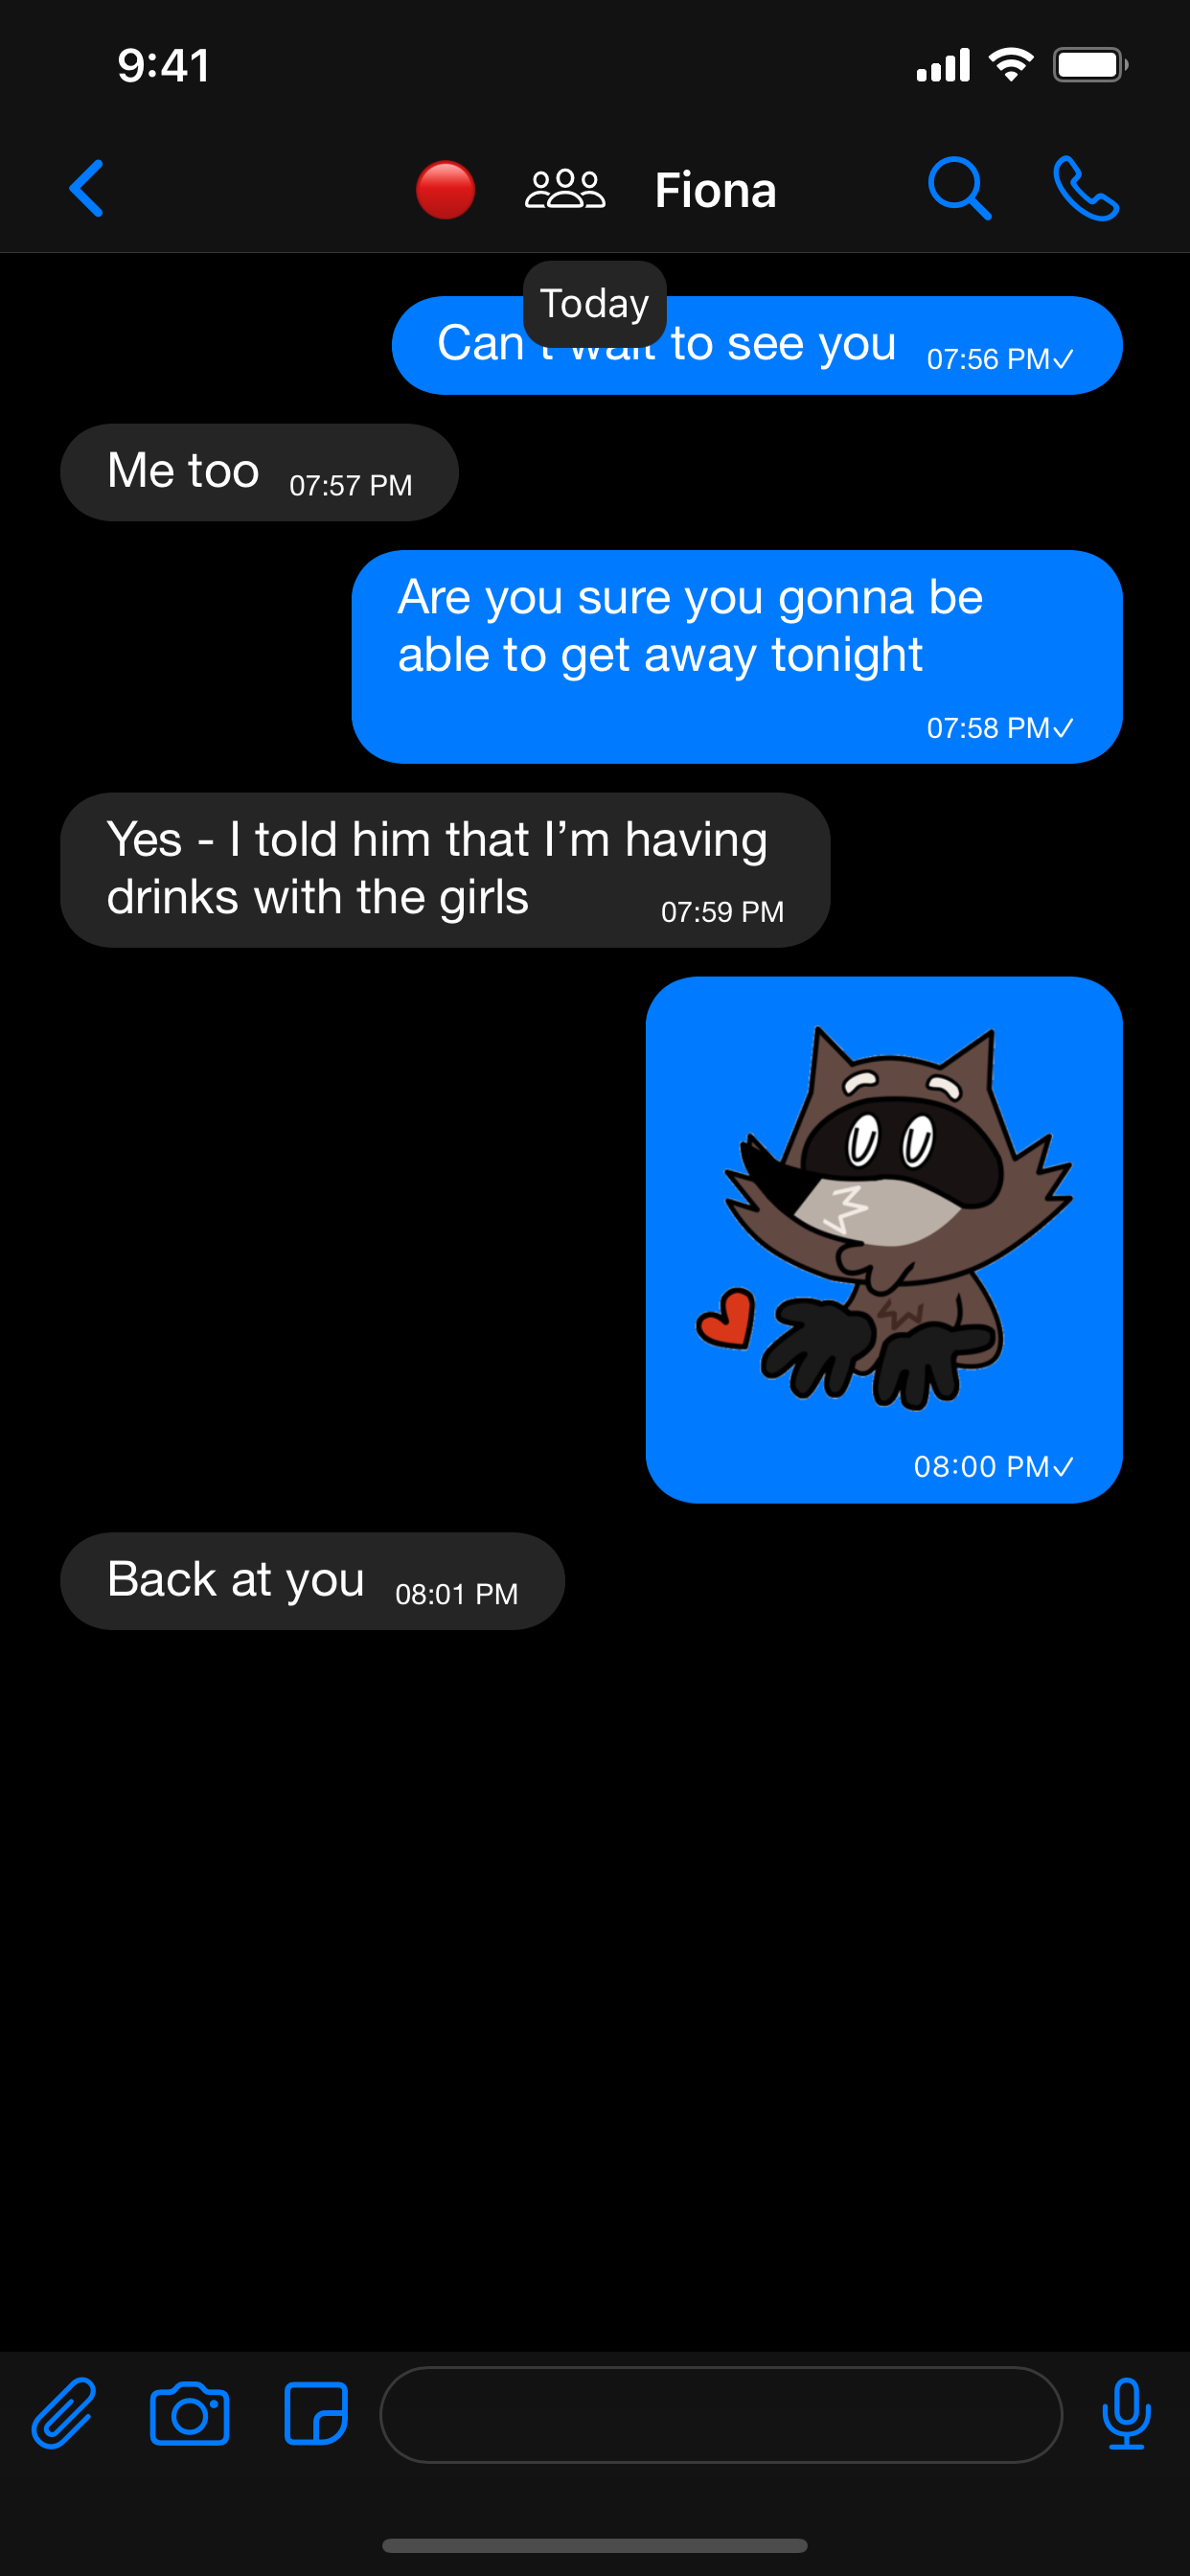 9:41
Fiona
Today
Can to see you 07:56 PM✓
Me too 07:57 PM
Are you sure you gonna be
able to get away tonight
07:58 PM✓
Yes - I told him that I’m having
drinks with the girls 07:59 PM
08:00 PM✓
Back at you 08:01 PM